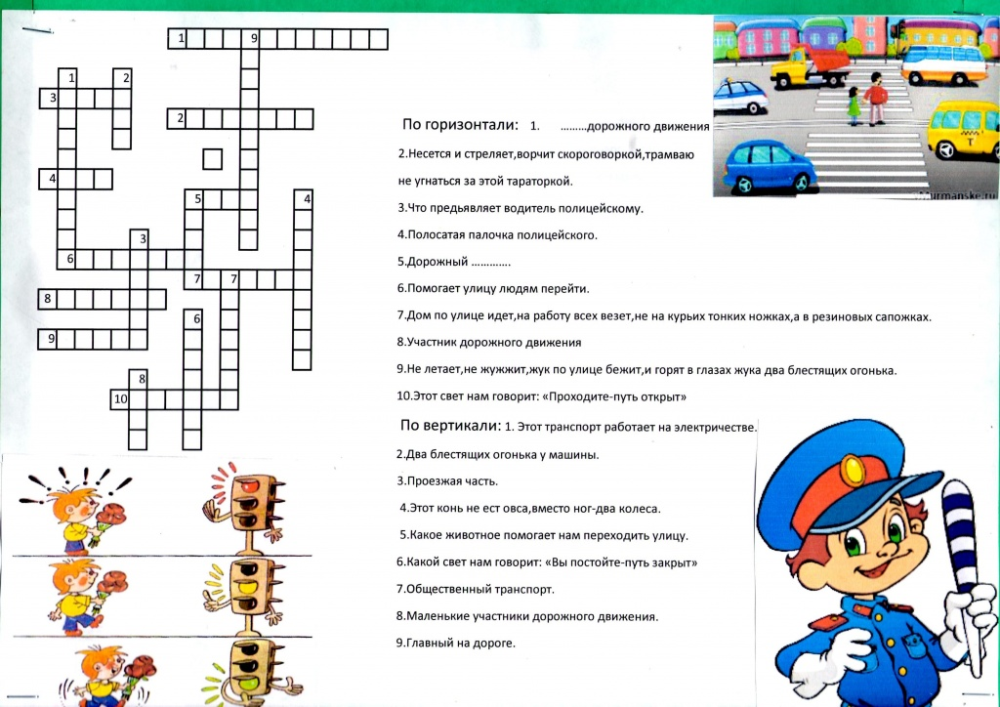 1 9
1 2
3
2
4
5 4
3
6
7 7
8
6
9
8
10
По горизонтали: 1. .........дорожного движения
2.Несется и стреляет,ворчит скороговоркой,трамваю
не угнаться за этой тараторкой.
3.Что предьявляет водитель полицейскому.
4.Полосатая палочка полицейского.
5.Дорожный .............
6.Помогает улицу людям перейти.
7.Дом по улице идет,на работу всех везет,не на курьих тонких ножках,а в резиновых сапожках.
8.Участник дорожного движения
9.Не летает,не жужжит,жук по улице бежит,и горят в глазах жука два блестящих огонька.
10.Этот свет нам говорит: «Проходите-путь открыт»
По вертикали: 1. Этот транспорт работает на электричестве.
2.Два блестящих огонька у машины.
3.Проезжая часть.
4.Этот конь не ест овса,вместо ног-два колеса.
5.Какое животное помогает нам переходить улицу.
6.Какой свет нам говорит: «Вы постойте-путь закрыт»
7.Общественный транспорт.
8.Маленькие участники дорожного движения.
9.Главный на дороге.
T